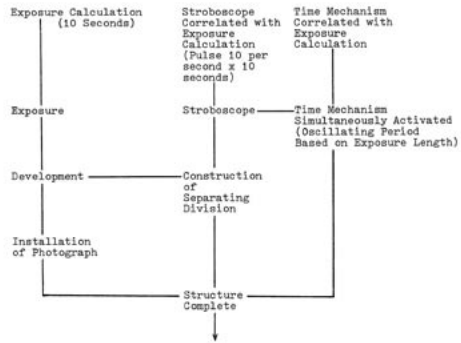 Exposure Calculation
(10 Seconds)
Stroboscope
Correlated with
Exposure
Calculation
(Pulse 10 per
second x 10
seconds)
Time Mechanism
Correlated with
Exposure
Calculation
Exposure
Stroboscope
Time Mechanism
Simultaneously Activated
(Oscillating Period
Based on Exposure Length)
Development
Construction
of
Separating
Division
Installation
of Photograph
Structure
Complete